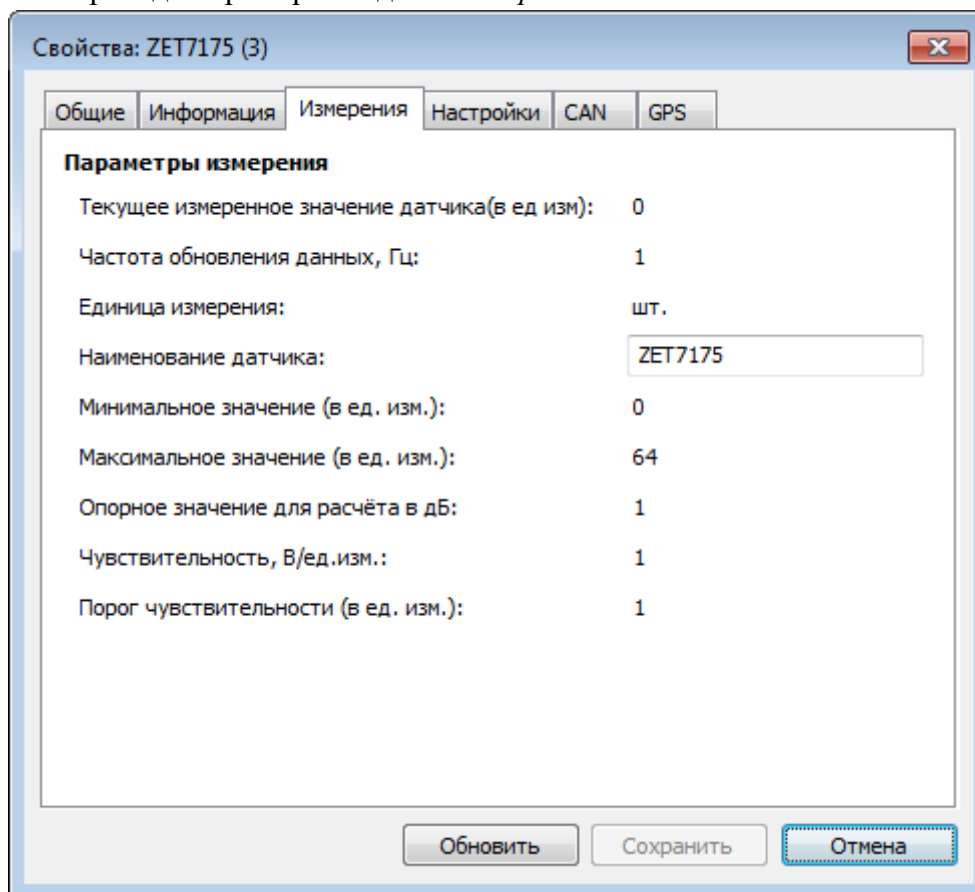 Свойства: ZET7175 (3)
Общие Информация Измерения Настройки CAN GPS
Параметры измерения
Текущее измеренное значение датчика(в ед изм): 0
Частота обновления данных, Гц: 1
Единица измерения: шт.
Наименование датчика: ZET7175
Минимальное значение (в ед. изм.): 0
Максимальное значение (в ед. изм.): 64
Опорное значение для расчёта в дБ: 1
Чувствительность, В/ед.изм.: 1
Порог чувствительности (в ед. изм.): 1
Обновить Сохранить Отмена